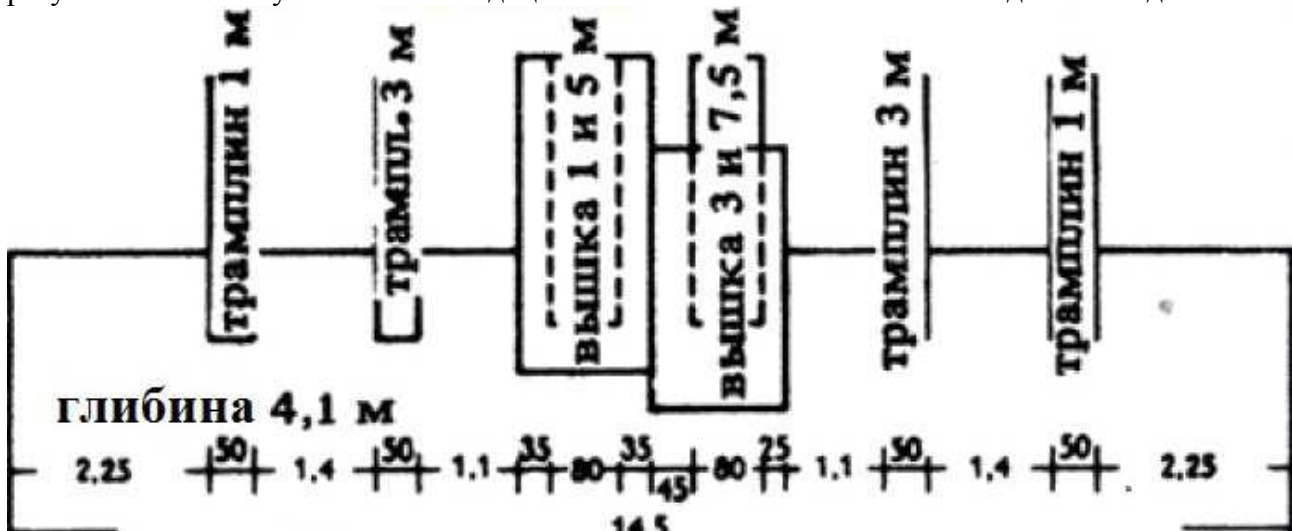 трамплин 1 м
трампл. 3 м
вышка 1 и 5 м
вышка 3 и 7,5 м
трамплин 3 м
трамплин 1 м
глибина 4,1 м
2,25 50 1,4 50 1,1 35 80 35 45 80 25 1,1 50 1,4 50 2,25
14,5